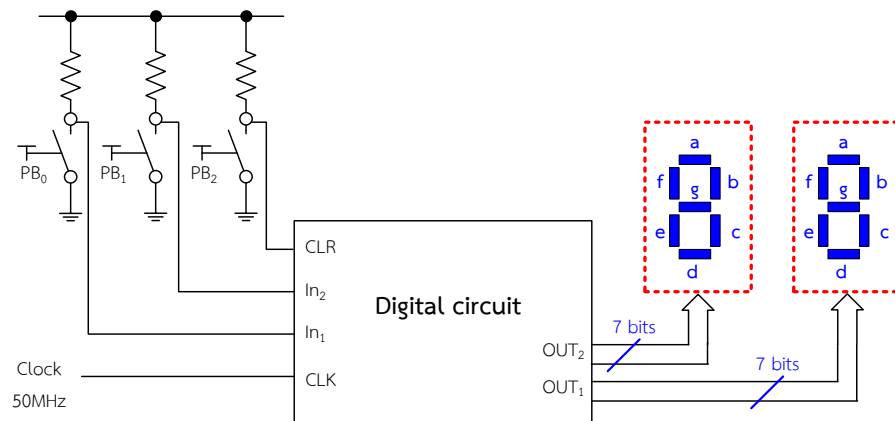 PB₀
PB₁
PB₂
CLR
In₂
In₁
CLK
Digital circuit
Clock
50MHz
OUT₂
OUT₁
7 bits
7 bits
a
f
b
g
e
c
d
a
f
b
g
e
c
d